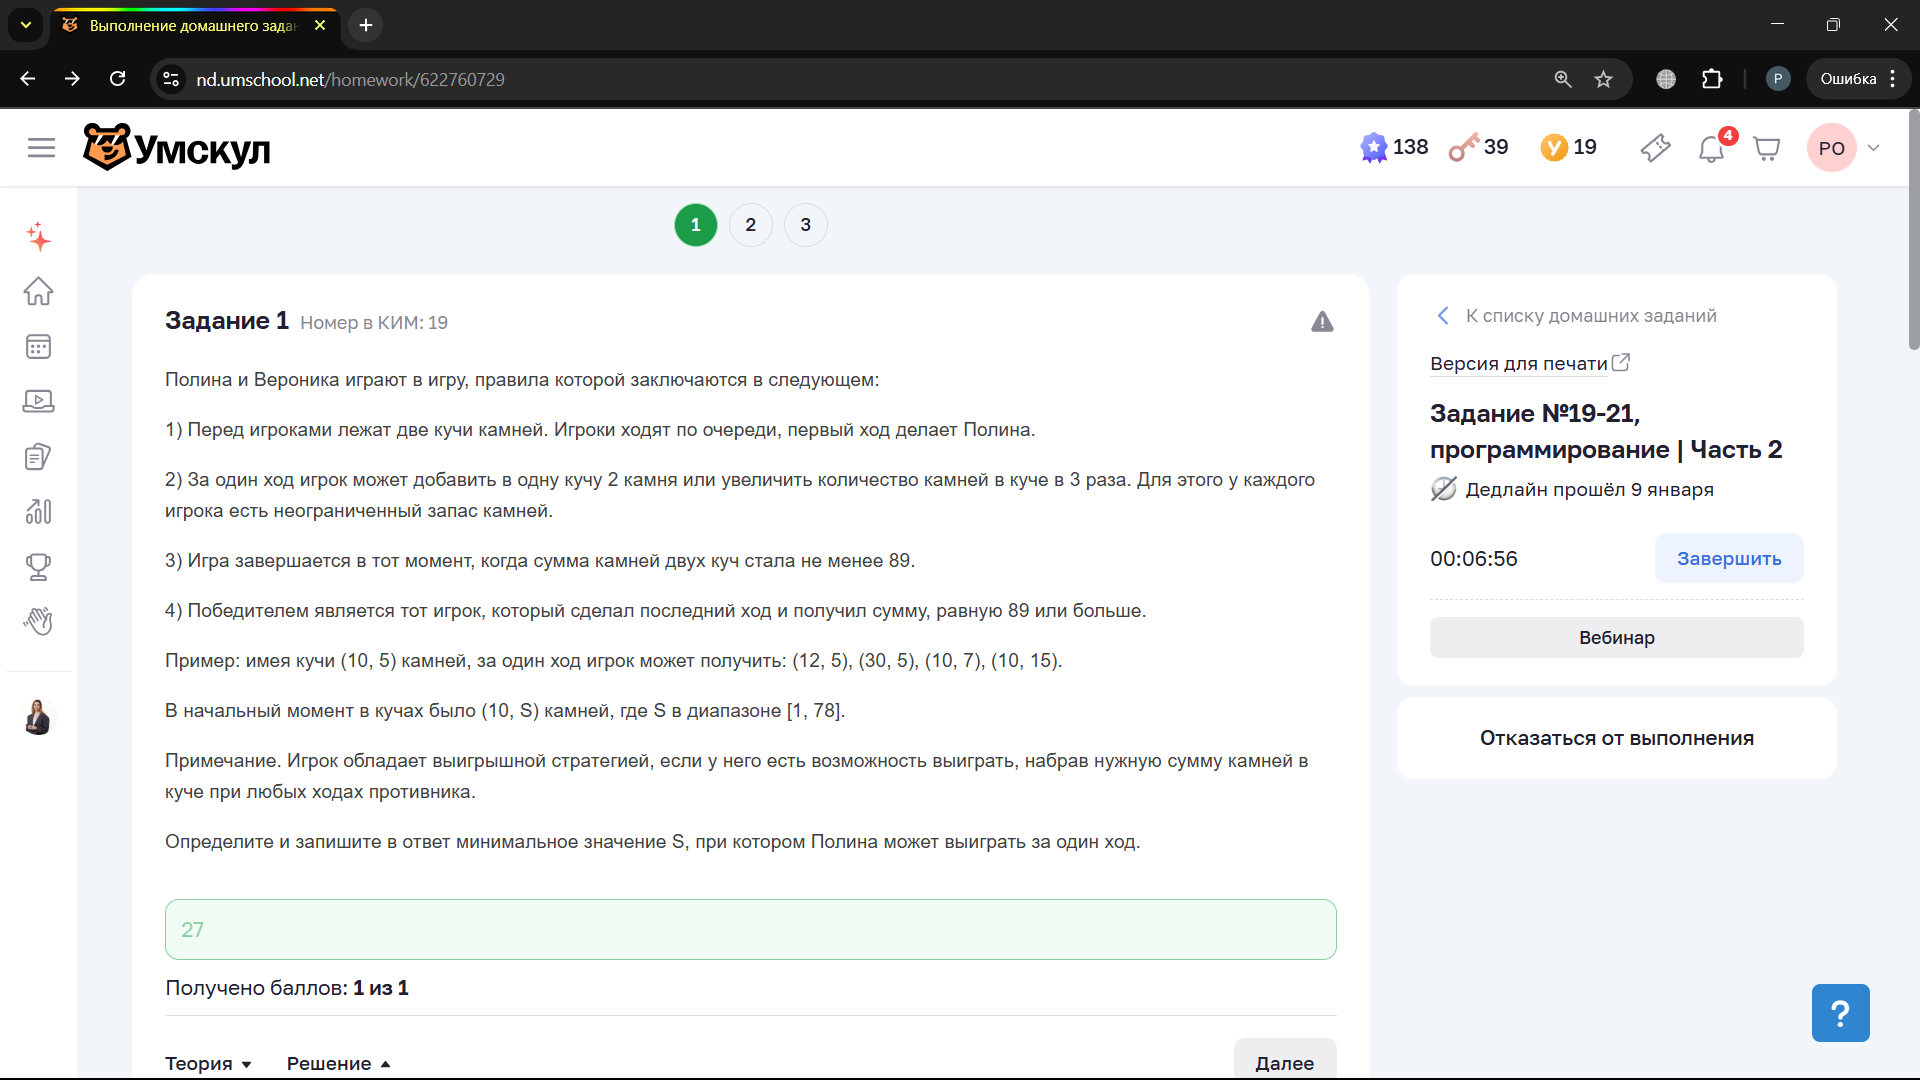 Выполнение домашнего зада
nd.umschool.net/homework/622760729
P
Ошибка
Умскул
138
39
19
4
РО
1
2
3
Задание 1 Номер в КИМ: 19
Полина и Вероника играют в игру, правила которой заключаются в следующем:
1) Перед игроками лежат две кучи камней. Игроки ходят по очереди, первый ход делает Полина.
2) За один ход игрок может добавить в одну кучу 2 камня или увеличить количество камней в куче в 3 раза. Для этого у каждого
игрока есть неограниченный запас камней.
3) Игра завершается в тот момент, когда сумма камней двух куч стала не менее 89.
4) Победителем является тот игрок, который сделал последний ход и получил сумму, равную 89 или больше.
Пример: имея кучи (10, 5) камней, за один ход игрок может получить: (12, 5), (30, 5), (10, 7), (10, 15).
В начальный момент в кучах было (10, S) камней, где S в диапазоне [1, 78].
Примечание. Игрок обладает выигрышной стратегией, если у него есть возможность выиграть, набрав нужную сумму камней в
куче при любых ходах противника.
Определите и запишите в ответ минимальное значение S, при котором Полина может выиграть за один ход.
27
Получено баллов: 1 из 1
Теория
Решение
Далее
К списку домашних заданий
Версия для печати
Задание №19-21,
программирование | Часть 2
Дедлайн прошёл 9 января
00:06:56
Завершить
Вебинар
Отказаться от выполнения
?